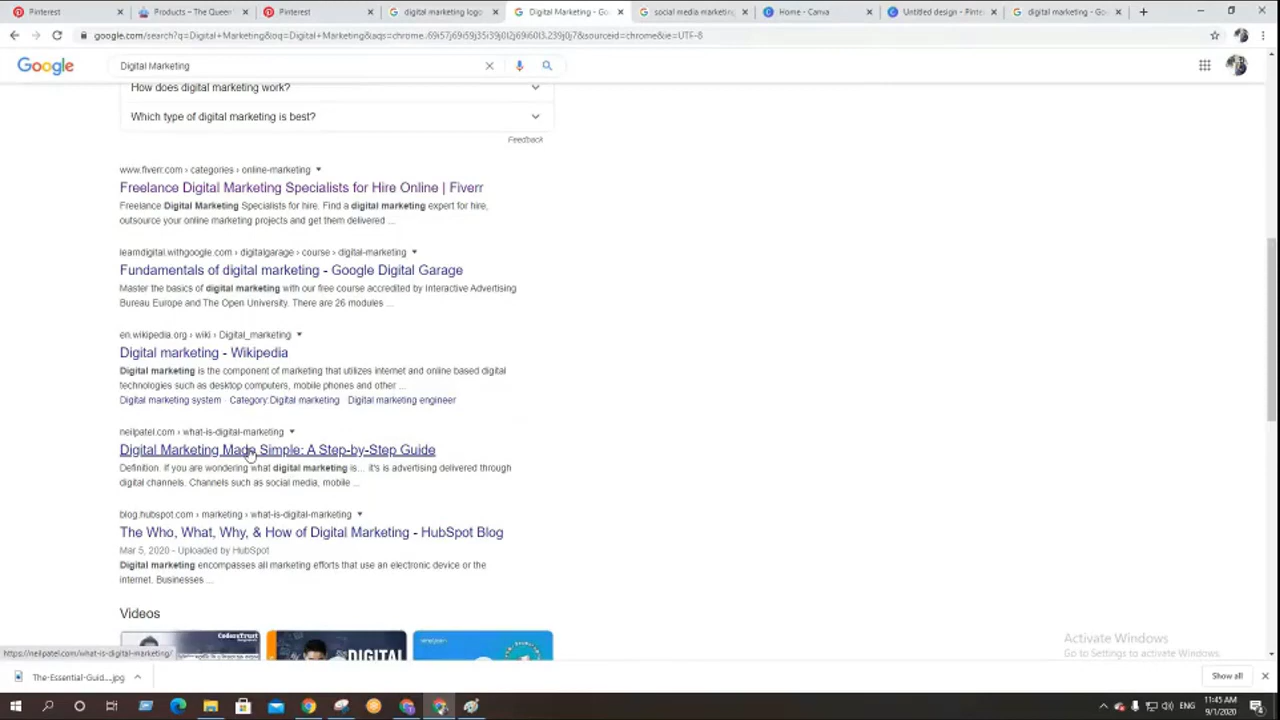 Pinterest
Products – The Queer
Pinterest
digital marketing logo
Digital Marketing - Goo
social media marketing
Home - Canva
Untitled design - Pinter
digital marketing - Goo
google.com/search?q=Digital+Marketing&oq=Digital+Marketing&aqs=chrome..69i57j69i59j35i39j0l2j69i60l3.239j0j7&sourceid=chrome&ie=UTF-8
Google
Digital Marketing
How does digital marketing work?
Which type of digital marketing is best?
Feedback
www.fiverr.com › categories › online-marketing
Freelance Digital Marketing Specialists for Hire Online | Fiverr
Freelance Digital Marketing Specialists for hire. Find a digital marketing expert for hire,
outsource your online marketing projects and get them delivered ...
learndigital.withgoogle.com › digitalgarage › course › digital-marketing
Fundamentals of digital marketing - Google Digital Garage
Master the basics of digital marketing with our free course accredited by Interactive Advertising
Bureau Europe and The Open University. There are 26 modules ...
en.wikipedia.org › wiki › Digital_marketing
Digital marketing - Wikipedia
Digital marketing is the component of marketing that utilizes internet and online based digital
technologies such as desktop computers, mobile phones and other ...
Digital marketing system · Category:Digital marketing · Digital marketing engineer
neilpatel.com › what-is-digital-marketing
Digital Marketing Made Simple: A Step-by-Step Guide
Definition. If you are wondering what digital marketing is... it's is advertising delivered through
digital channels. Channels such as social media, mobile ...
blog.hubspot.com › marketing › what-is-digital-marketing
The Who, What, Why, & How of Digital Marketing - HubSpot Blog
Mar 5, 2020 - Uploaded by HubSpot
Digital marketing encompasses all marketing efforts that use an electronic device or the
internet. Businesses ...
Videos
CodersTrust
DIGITAL
Activate Windows
Go to Settings to activate Windows.
https://neilpatel.com/what-is-digital-marketing/
The-Essential-Guid....jpg
Show all
ENG
11:45 AM
9/1/2020